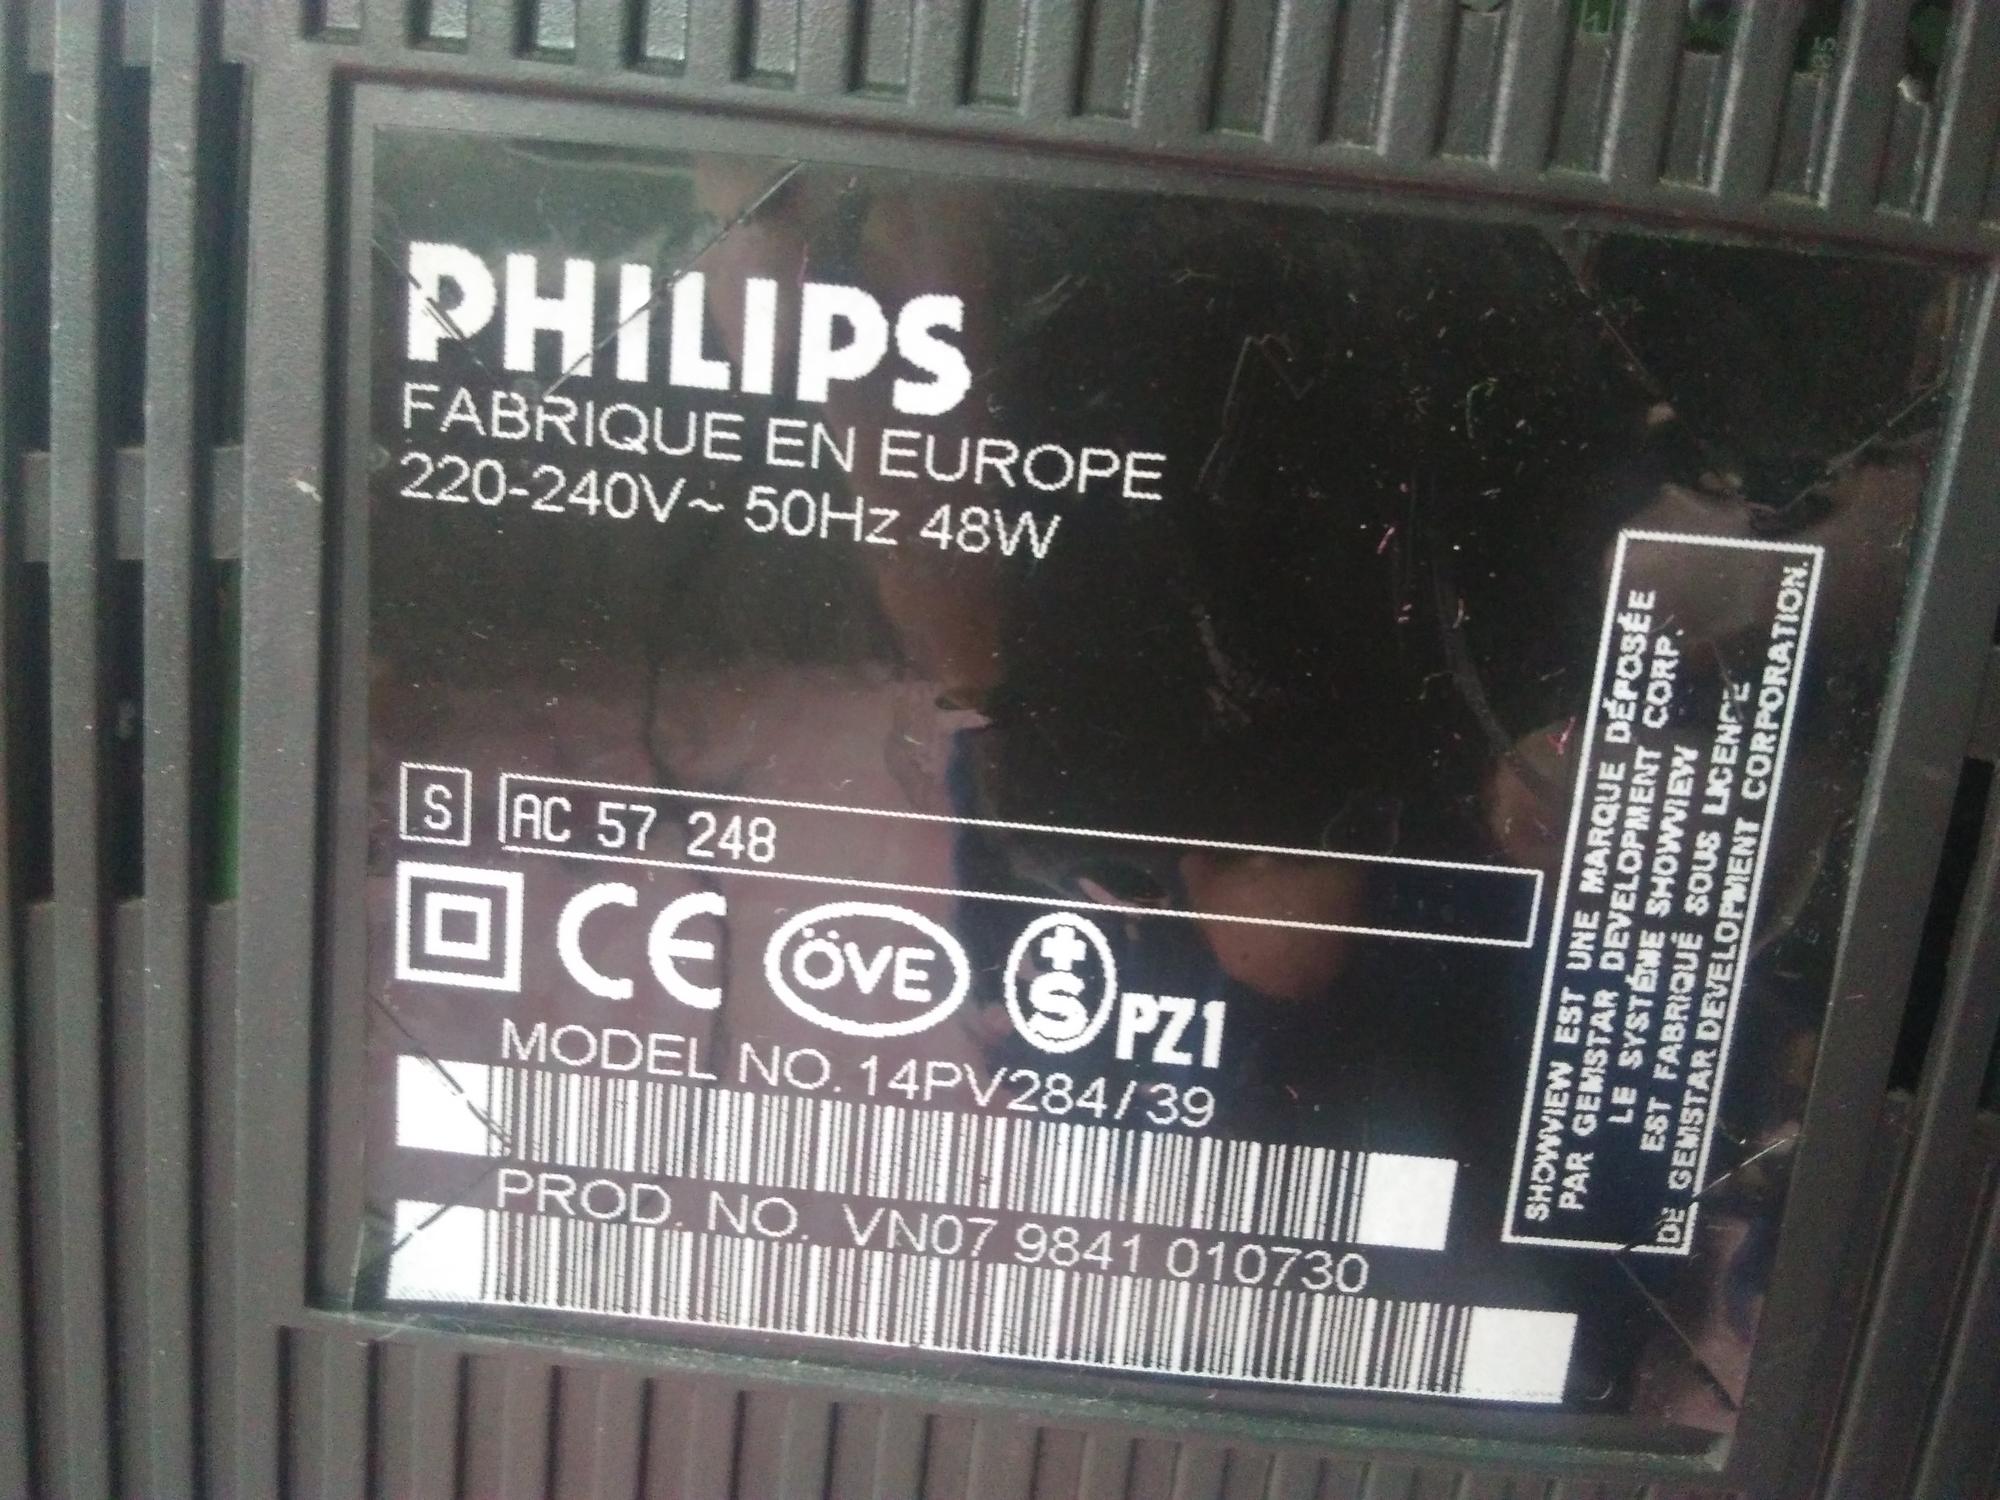 PHILIPS
FABRIQUE EN EUROPE
220-240V~ 50Hz 48W
S AC 57 248
CE ÖVE +S PZ1
MODEL NO. 14PV284/39
PROD. NO. VN07 9841 010730
SHOWVIEW EST UNE MARQUE DÉPOSÉE
PAR GEMSTAR DEVELOPMENT CORP.
LE SYSTÉME SHOWVIEW
EST FABRIQUÉ SOUS LICENCE
DE GEMSTAR DEVELOPMENT CORPORATION.